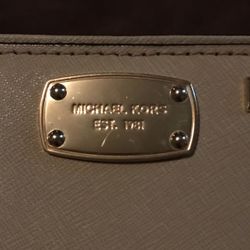 MICHAEL KORS
EST. 1981